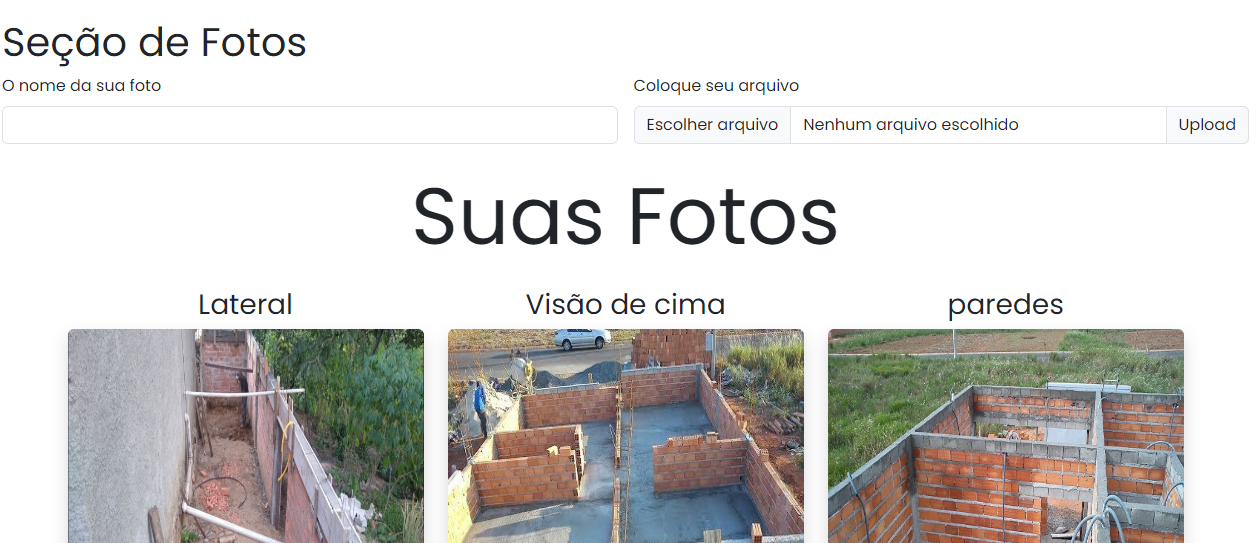 Seção de Fotos
O nome da sua foto
Coloque seu arquivo
Escolher arquivo
Nenhum arquivo escolhido
Upload
Suas Fotos
Lateral
Visão de cima
paredes